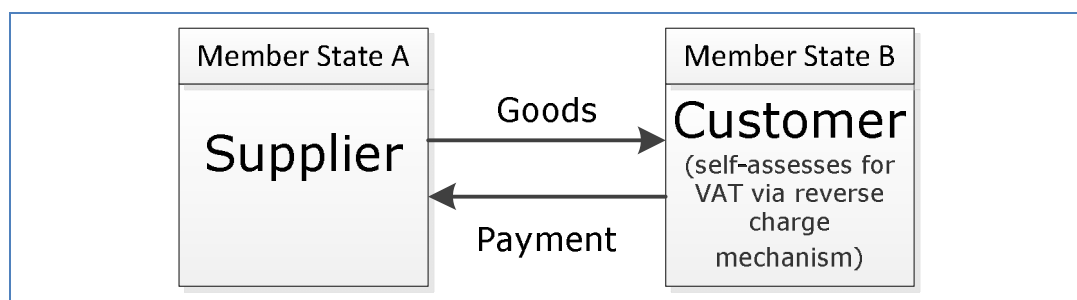 Member State A
Supplier
Goods
Payment
Member State B
Customer
(self-assesses for
VAT via reverse
charge
mechanism)